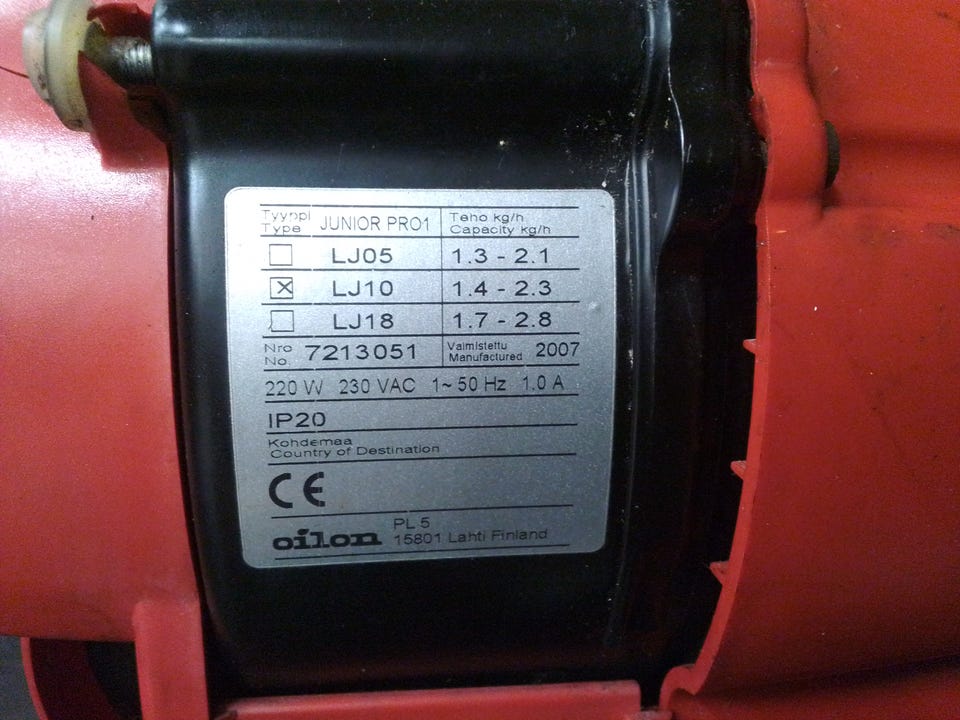 Tyyppi JUNIOR PRO1 Teho kg/h
Type Capacity kg/h
LJ05 1.3 - 2.1
☒ LJ10 1.4 - 2.3
LJ18 1.7 - 2.8
Nro 7213051 Valmistettu 2007
No. Manufactured
220 W 230 VAC 1~ 50 Hz 1.0 A
IP20
Kohdemaa
Country of Destination
CE
oilon PL 5
15801 Lahti Finland